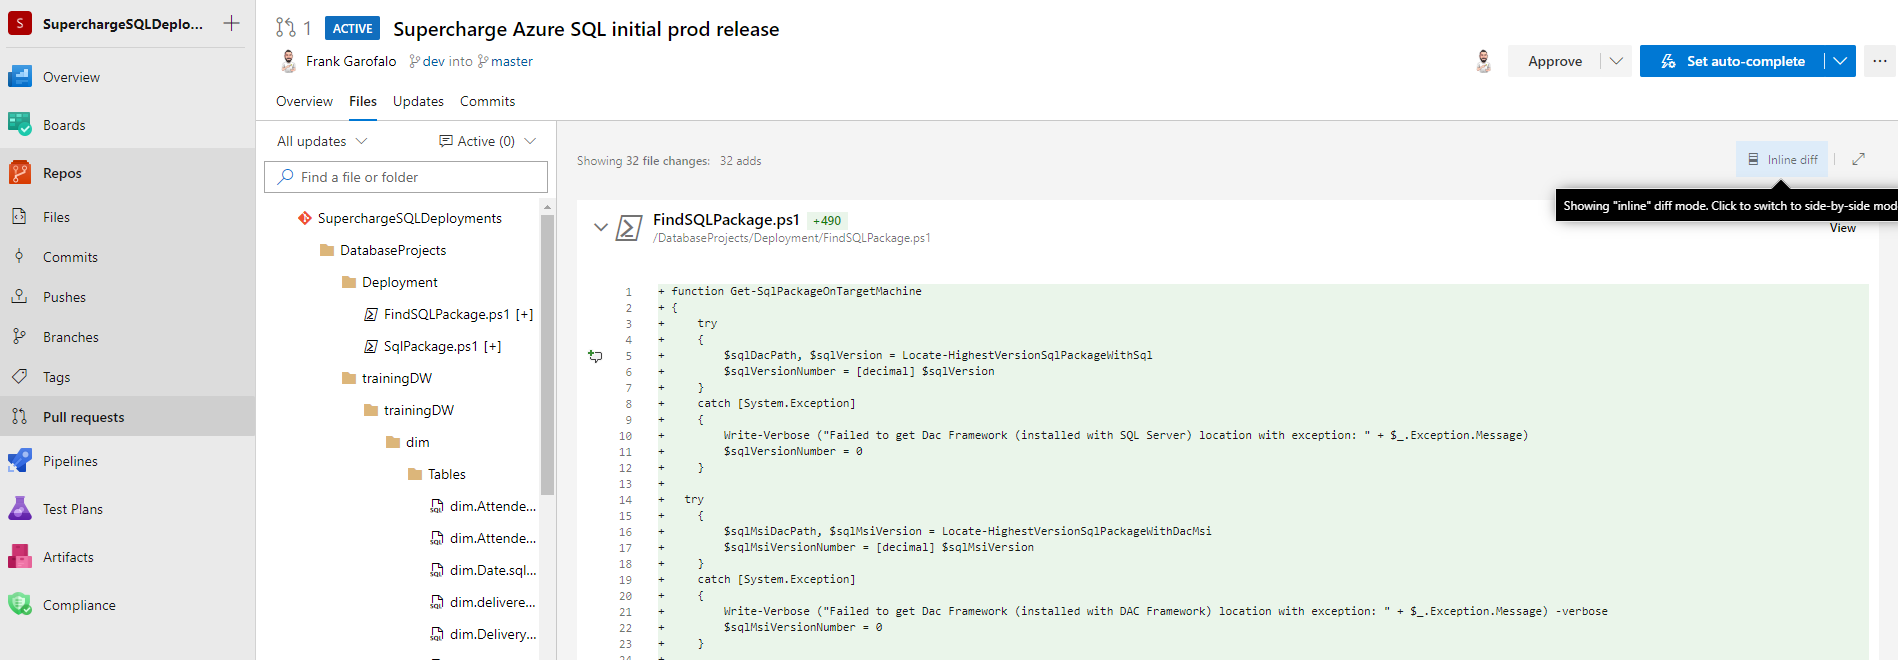 S SuperchargeSQLDeplo...
Overview
Boards
Repos
Files
Commits
Pushes
Branches
Tags
Pull requests
Pipelines
Test Plans
Artifacts
Compliance
1 ACTIVE Supercharge Azure SQL initial prod release
Frank Garofalo dev into master
Approve
Set auto-complete
Overview Files Updates Commits
All updates Active (0)
Find a file or folder
SuperchargeSQLDeployments
DatabaseProjects
Deployment
FindSQLPackage.ps1 [+]
SqlPackage.ps1 [+]
trainingDW
trainingDW
dim
Tables
dim.Attende...
dim.Attende...
dim.Date.sql...
dim.delivere...
dim.Delivery...
Showing 32 file changes: 32 adds
Inline diff
Showing "inline" diff mode. Click to switch to side-by-side mod
FindSQLPackage.ps1 +490
/DatabaseProjects/Deployment/FindSQLPackage.ps1
View
1 + function Get-SqlPackageOnTargetMachine
2 + {
3 + try
4 + {
5 + $sqlDacPath, $sqlVersion = Locate-HighestVersionSqlPackageWithSql
6 + $sqlVersionNumber = [decimal] $sqlVersion
7 + }
8 + catch [System.Exception]
9 + {
10 + Write-Verbose ("Failed to get Dac Framework (installed with SQL Server) location with exception: " + $_.Exception.Message)
11 + $sqlVersionNumber = 0
12 + }
13 +
14 + try
15 + {
16 + $sqlMsiDacPath, $sqlMsiVersion = Locate-HighestVersionSqlPackageWithDacMsi
17 + $sqlMsiVersionNumber = [decimal] $sqlMsiVersion
18 + }
19 + catch [System.Exception]
20 + {
21 + Write-Verbose ("Failed to get Dac Framework (installed with DAC Framework) location with exception: " + $_.Exception.Message) -verbose
22 + $sqlMsiVersionNumber = 0
23 + }
24 +